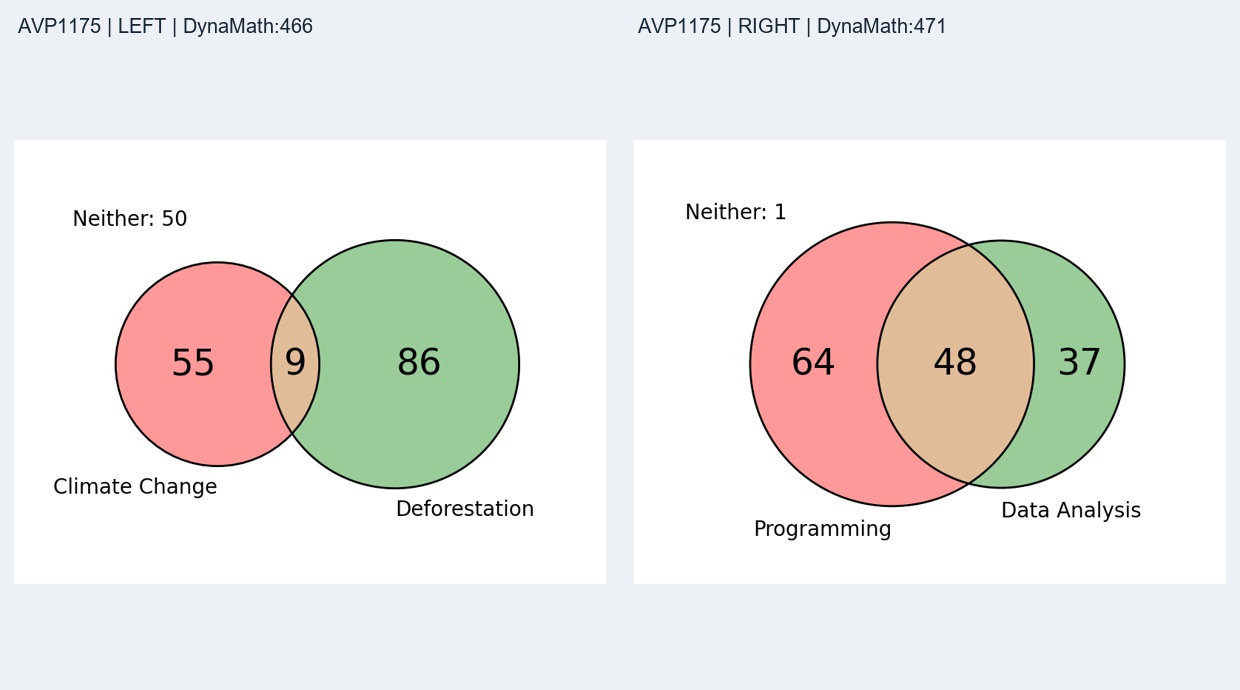 AVP1175 | LEFT | DynaMath:466
Neither: 50
55
9
86
Climate Change
Deforestation
AVP1175 | RIGHT | DynaMath:471
Neither: 1
64
48
37
Data Analysis
Programming